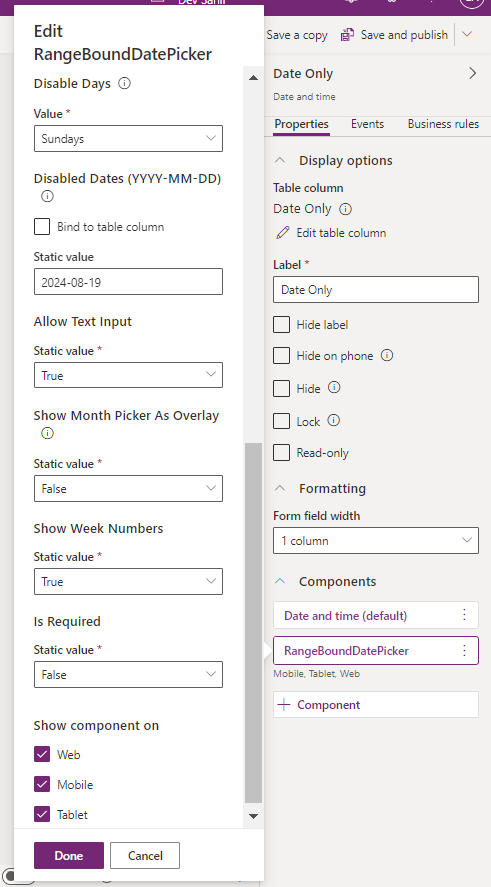 Edit
RangeBoundDatePicker
Disable Days
Value *
Sundays
Disabled Dates (YYYY-MM-DD)
Bind to table column
Static value
2024-08-19
Allow Text Input
Static value *
True
Show Month Picker As Overlay
Static value *
False
Show Week Numbers
Static value *
True
Is Required
Static value *
False
Show component on
Web
Mobile
Tablet
Done
Cancel
Save a copy
Save and publish
Date Only
Date and time
Properties
Events
Business rules
Display options
Table column
Date Only
Edit table column
Label *
Date Only
Hide label
Hide on phone
Hide
Lock
Read-only
Formatting
Form field width
1 column
Components
Date and time (default)
RangeBoundDatePicker
Mobile, Tablet, Web
Component